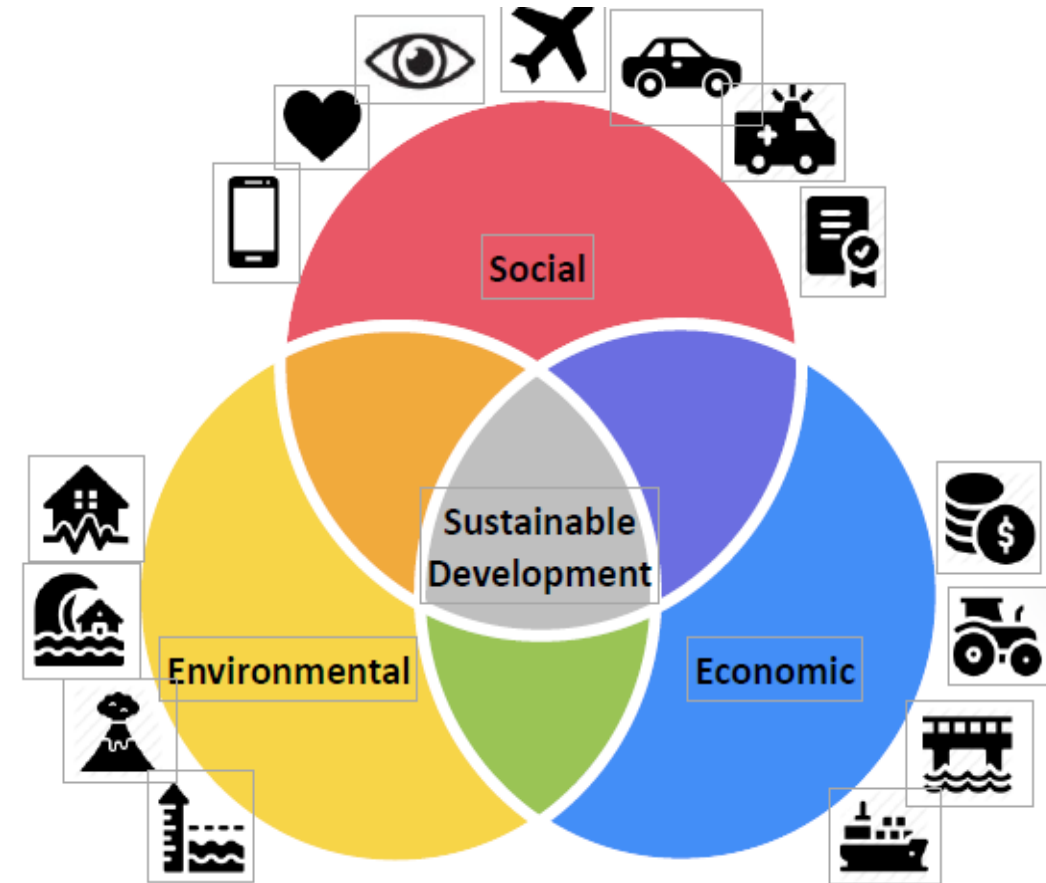 Social
Sustainable
Development
Environmental
Economic
$